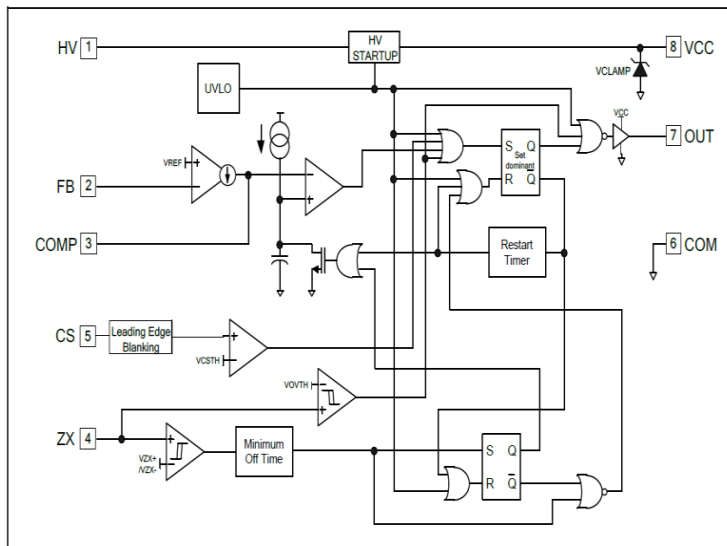 HV 1
HV
STARTUP
8 VCC
VCLAMP
UVLO
VCC
S Q
Set
dominant
R Q
7 OUT
VREF
+
−
FB 2
−
+
COMP 3
Restart
Timer
6 COM
CS 5
Leading Edge
Blanking
+
VCSTH
−
VOVTH
−
+
ZX 4
+
VZX+
/VZX-
−
Minimum
Off Time
S Q
R Q